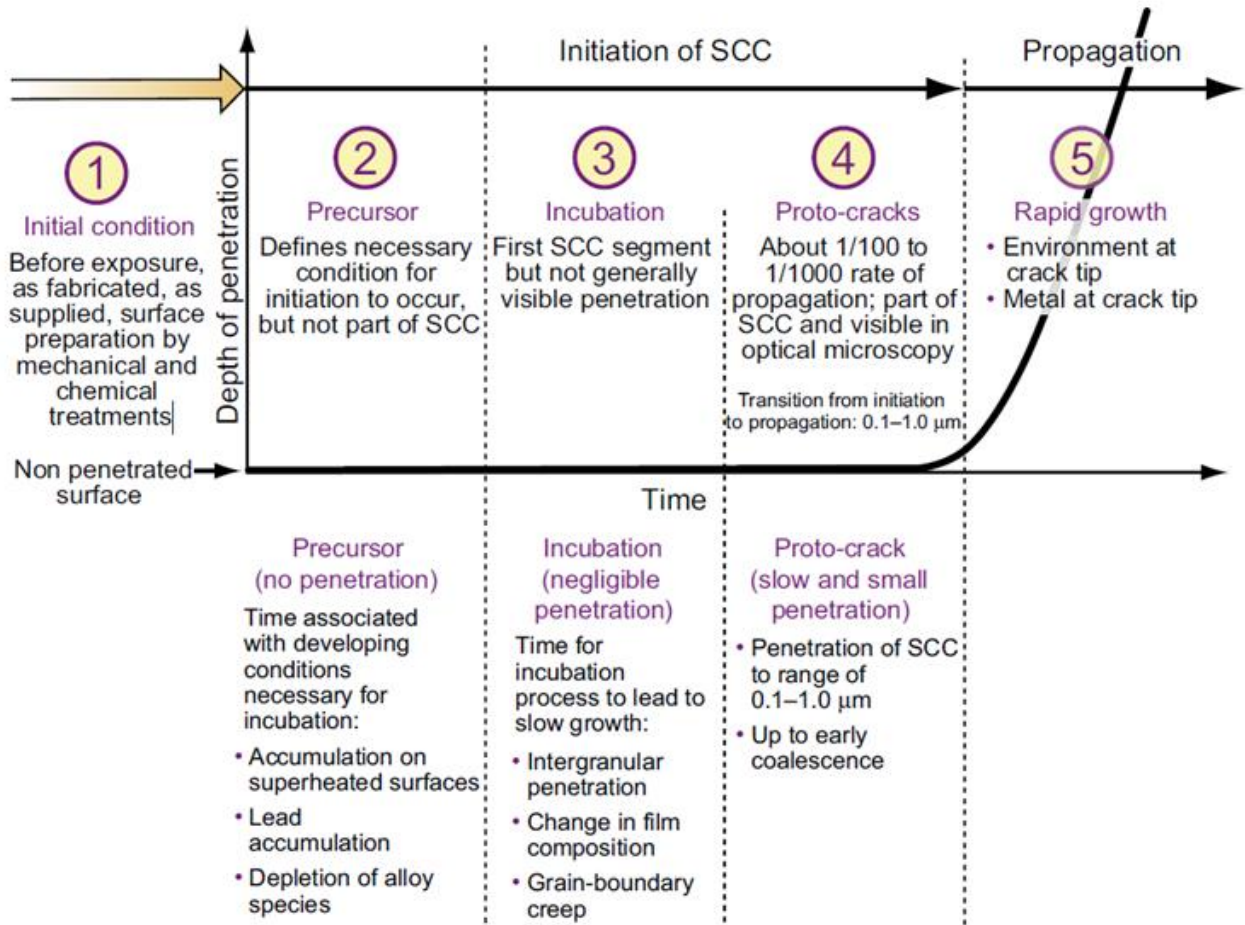 Initiation of SCC
Propagation
Depth of penetration
1
Initial condition
Before exposure,
as fabricated, as
supplied, surface
preparation by
mechanical and
chemical
treatments
Non penetrated
surface
2
Precursor
Defines necessary
condition for
initiation to occur,
but not part of SCC
3
Incubation
First SCC segment
but not generally
visible penetration
4
Proto-cracks
About 1/100 to
1/1000 rate of
propagation; part of
SCC and visible in
optical microscopy
Transition from initiation
to propagation: 0.1–1.0 μm
5
Rapid growth
• Environment at
crack tip
• Metal at crack tip
Time
Precursor
(no penetration)
Time associated
with developing
conditions
necessary for
incubation:
• Accumulation on
superheated surfaces
• Lead
accumulation
• Depletion of alloy
species
Incubation
(negligible
penetration)
Time for
incubation
process to lead to
slow growth:
• Intergranular
penetration
• Change in film
composition
• Grain-boundary
creep
Proto-crack
(slow and small
penetration)
• Penetration of SCC
to range of
0.1–1.0 μm
• Up to early
coalescence